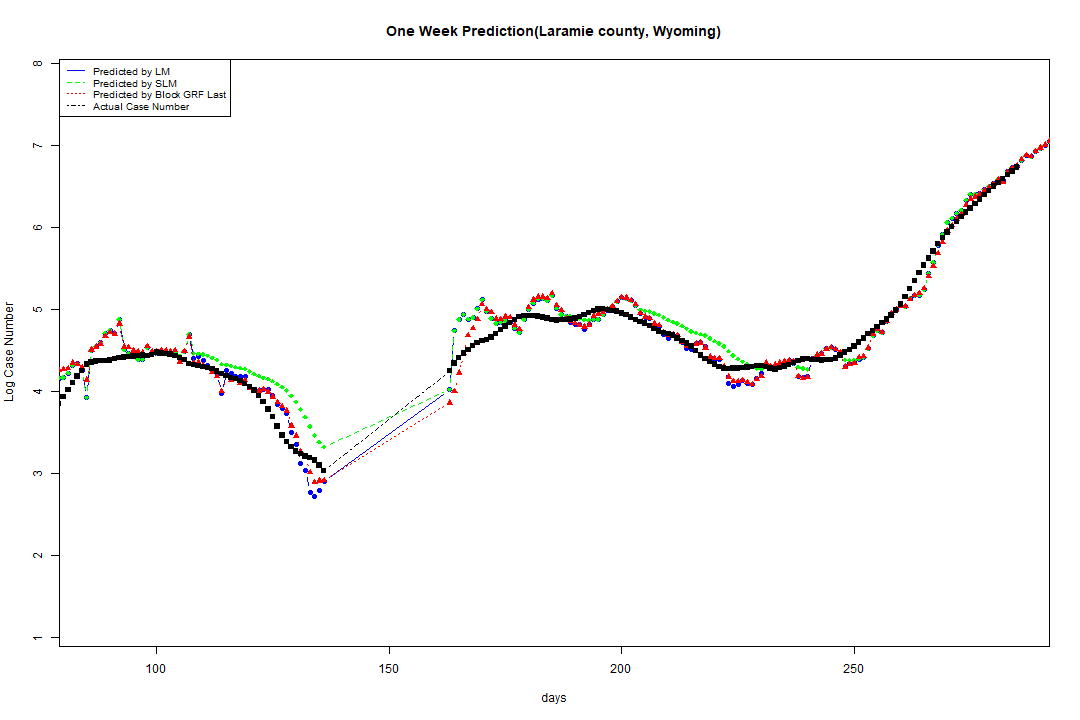 One Week Prediction(Laramie county, Wyoming)
Predicted by LM
Predicted by SLM
Predicted by Block GRF Last
Actual Case Number
Log Case Number
8
7
6
5
4
3
2
1
100
150
200
250
days